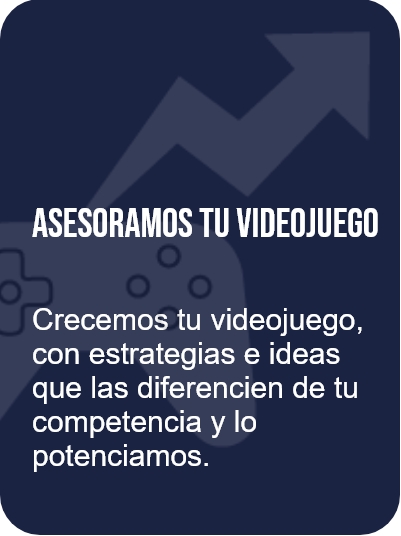 ASESORAMOS TU VIDEOJUEGO
Crecemos tu videojuego,
con estrategias e ideas
que las diferencien de tu
competencia y lo
potenciamos.